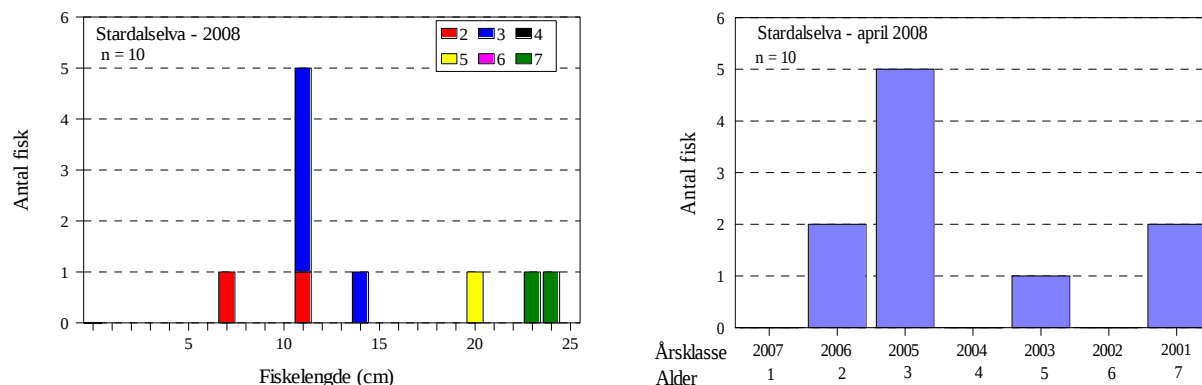 Stardalselva - 2008
n = 10
2 3 4
5 6 7
6
5
4
3
2
1
0
Antal fisk
5 10 15 20 25
Fiskelengde (cm)
Stardalselva - april 2008
n = 10
6
5
4
3
2
1
0
Antal fisk
Årsklasse 2007 2006 2005 2004 2003 2002 2001
Alder 1 2 3 4 5 6 7